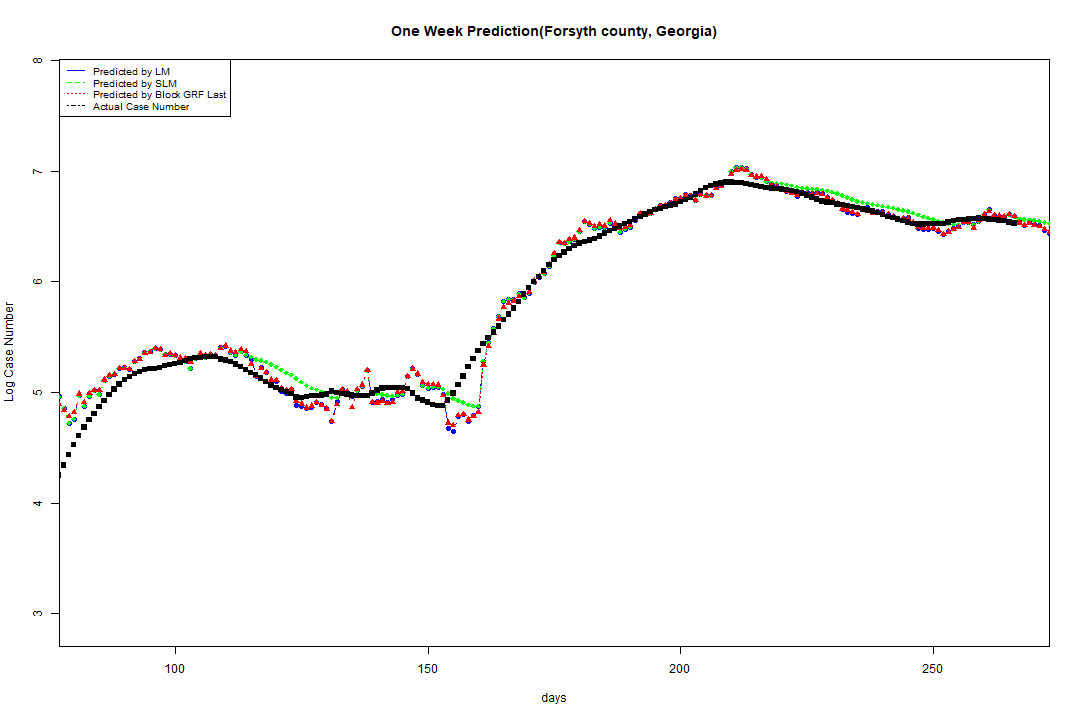 One Week Prediction(Forsyth county, Georgia)
Predicted by LM
Predicted by SLM
Predicted by Block GRF Last
Actual Case Number
8
7
6
5
4
3
Log Case Number
100
150
200
250
days